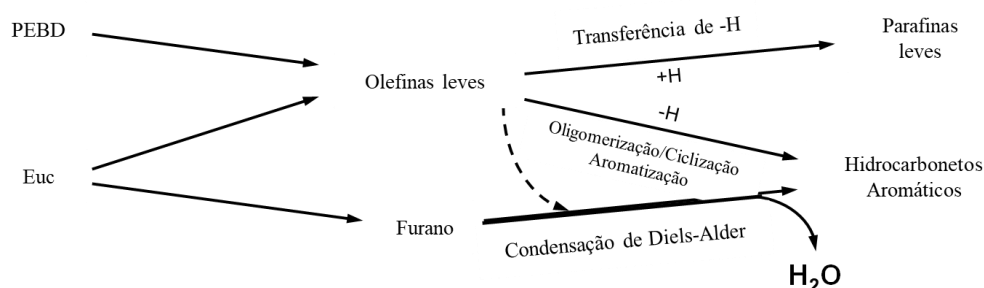 PEBD
Euc
Olefinas leves
Furano
Transferência de -H
+H
-H
Oligomerização/Ciclização
Aromatização
Condensação de Diels-Alder
Parafinas
leves
Hidrocarbonetos
Aromáticos
H₂O